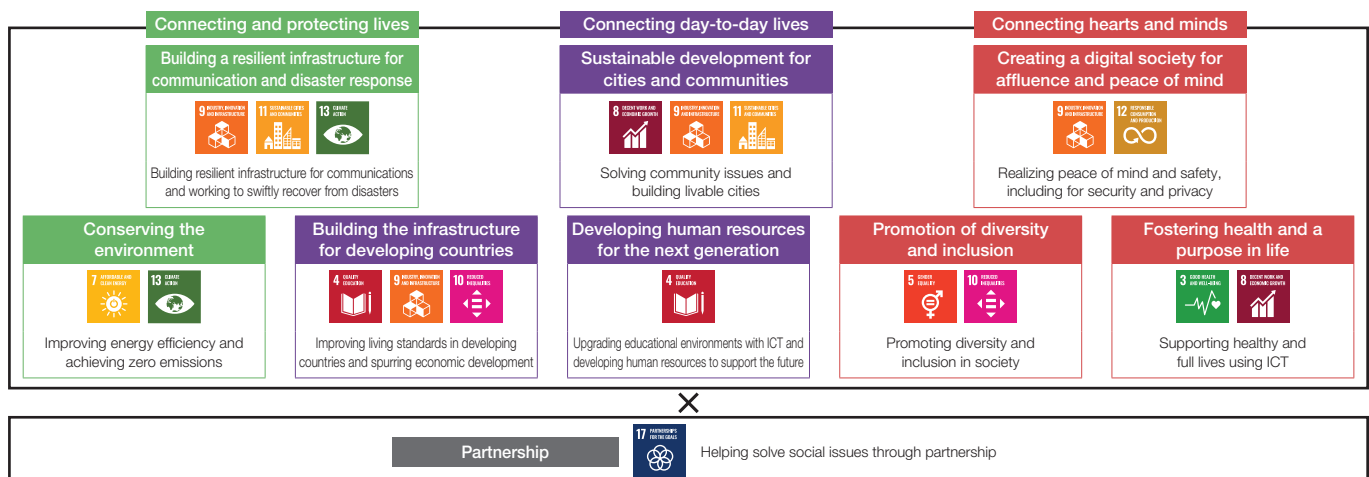 Connecting and protecting lives
Building a resilient infrastructure for
communication and disaster response
9 INDUSTRY, INNOVATION
AND INFRASTRUCTURE
11 SUSTAINABLE CITIES
AND COMMUNITIES
13 CLIMATE
ACTION
Building resilient infrastructure for communications
and working to swiftly recover from disasters
Connecting day-to-day lives
Sustainable development for
cities and communities
8 DECENT WORK AND
ECONOMIC GROWTH
9 INDUSTRY, INNOVATION
AND INFRASTRUCTURE
11 SUSTAINABLE CITIES
AND COMMUNITIES
Solving community issues and
building livable cities
Connecting hearts and minds
Creating a digital society for
affluence and peace of mind
9 INDUSTRY, INNOVATION
AND INFRASTRUCTURE
12 RESPONSIBLE
CONSUMPTION
AND PRODUCTION
Realizing peace of mind and safety,
including for security and privacy
Conserving the
environment
7 AFFORDABLE AND
CLEAN ENERGY
13 CLIMATE
ACTION
Improving energy efficiency and
achieving zero emissions
Building the infrastructure
for developing countries
4 QUALITY
EDUCATION
9 INDUSTRY, INNOVATION
AND INFRASTRUCTURE
10 REDUCED
INEQUALITIES
Improving living standards in developing
countries and spurring economic development
Developing human resources
for the next generation
4 QUALITY
EDUCATION
Upgrading educational environments with ICT and
developing human resources to support the future
Promotion of diversity
and inclusion
5 GENDER
EQUALITY
10 REDUCED
INEQUALITIES
Promoting diversity and
inclusion in society
Fostering health and a
purpose in life
3 GOOD HEALTH
AND WELL-BEING
8 DECENT WORK AND
ECONOMIC GROWTH
Supporting healthy and
full lives using ICT
×
Partnership
17 PARTNERSHIPS
FOR THE GOALS
Helping solve social issues through partnership